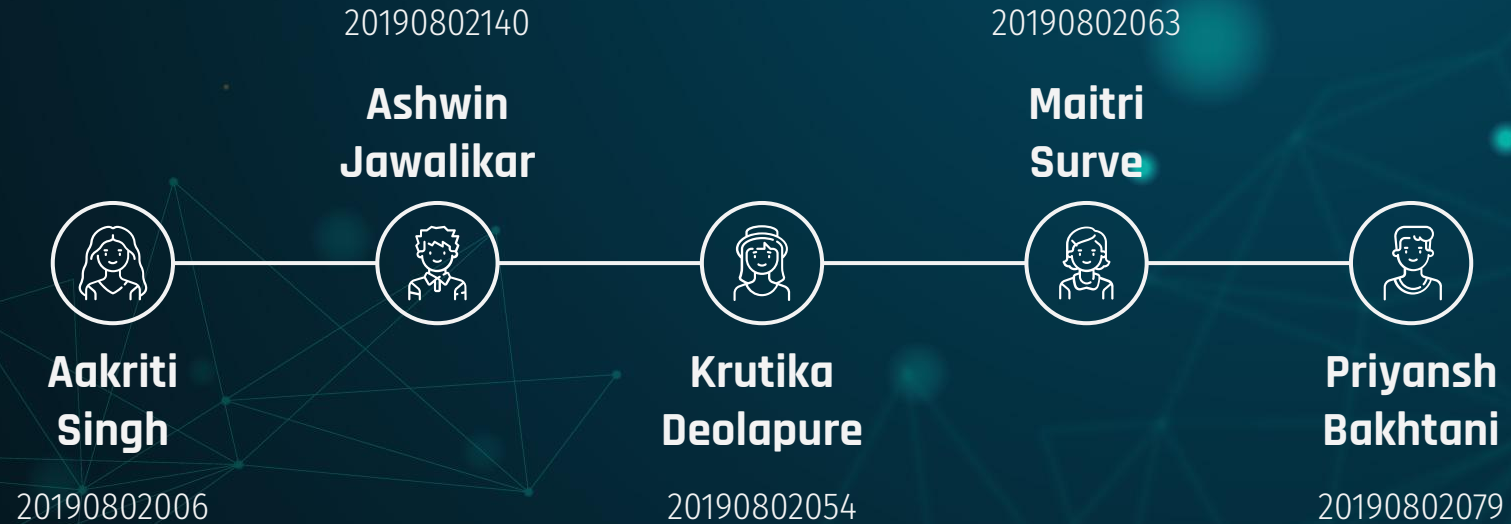 20190802140
20190802063
Ashwin
Jawalikar
Maitri
Surve
Aakriti
Singh
Krutika
Deolapure
Priyansh
Bakhtani
20190802006
20190802054
20190802079